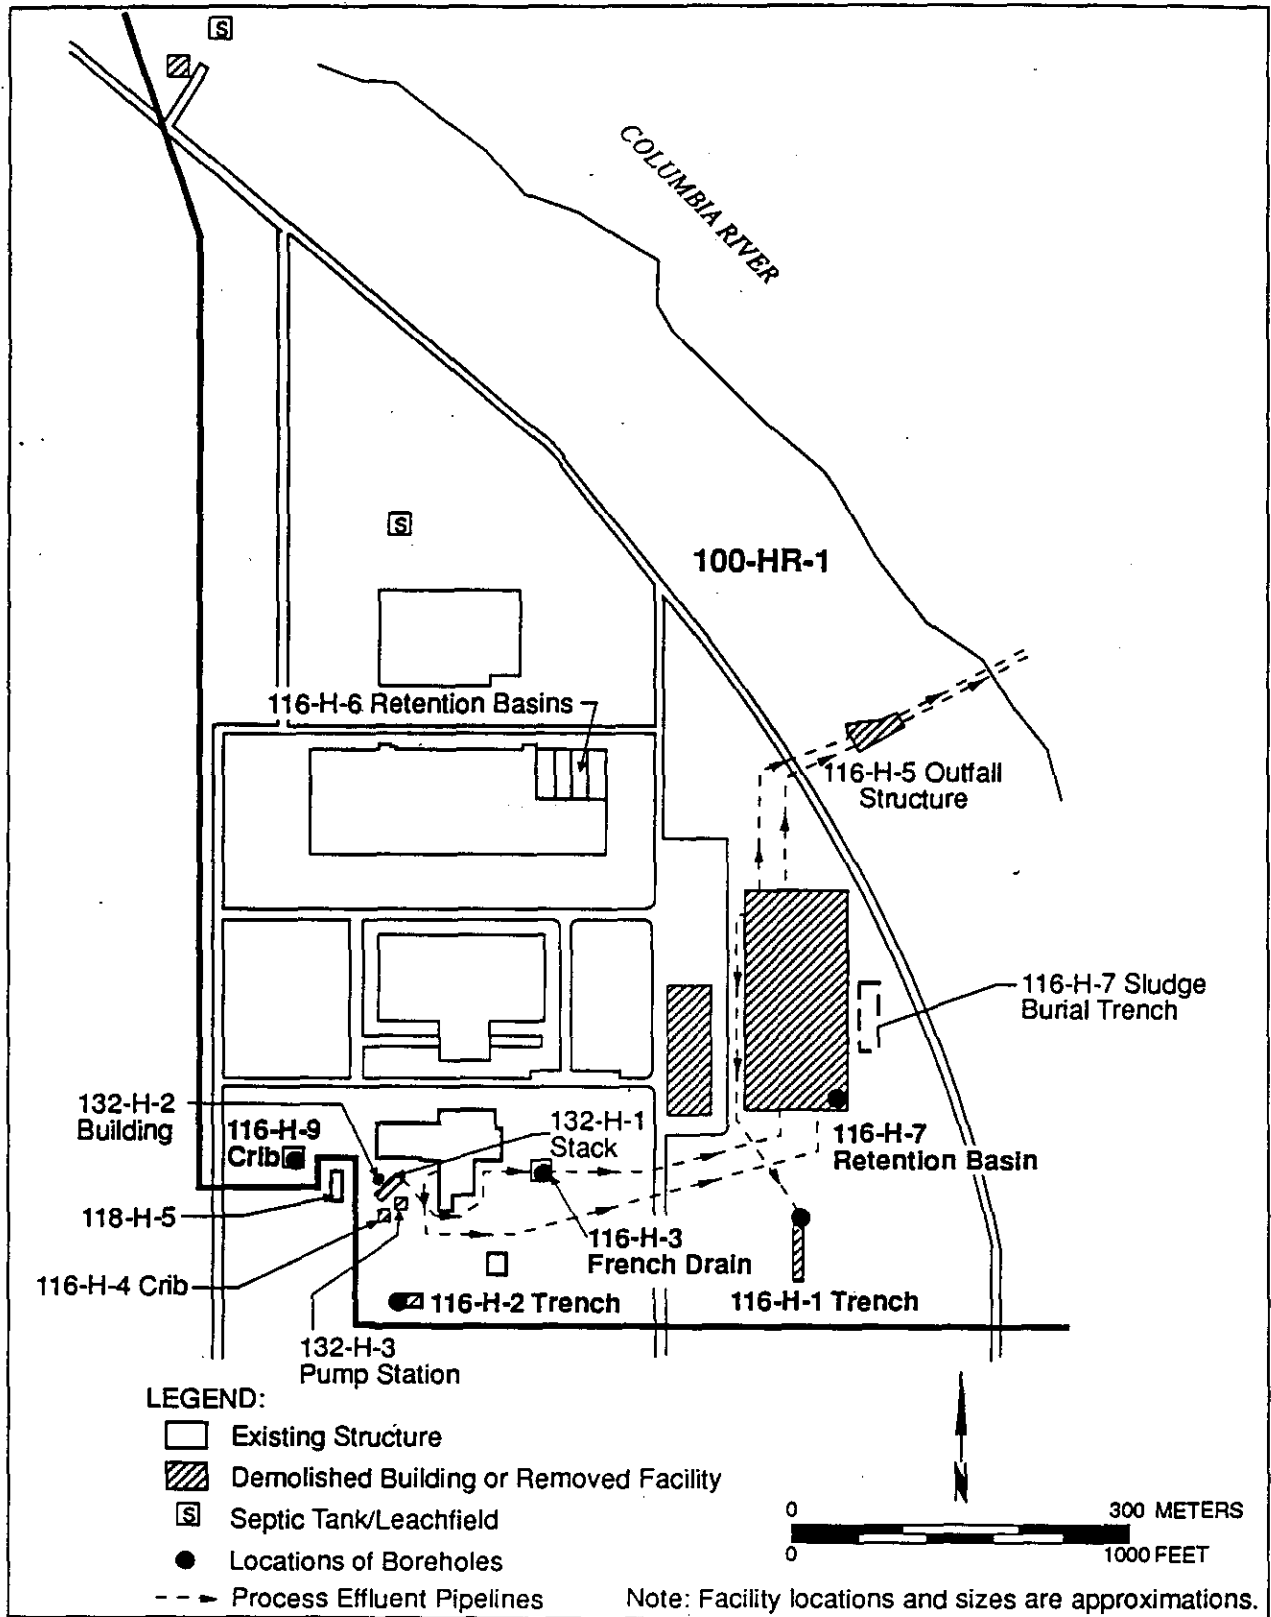 S
COLUMBIA RIVER
S
100-HR-1
116-H-6 Retention Basins
116-H-5 Outfall
Structure
116-H-7 Sludge
Burial Trench
132-H-2
Building
116-H-9
Crib
132-H-1
Stack
116-H-7
Retention Basin
118-H-5
116-H-3
French Drain
116-H-4 Crib
116-H-2 Trench
116-H-1 Trench
132-H-3
Pump Station
LEGEND:
Existing Structure
Demolished Building or Removed Facility
S Septic Tank/Leachfield
Locations of Boreholes
Process Effluent Pipelines
N
0 300 METERS
0 1000 FEET
Note: Facility locations and sizes are approximations.